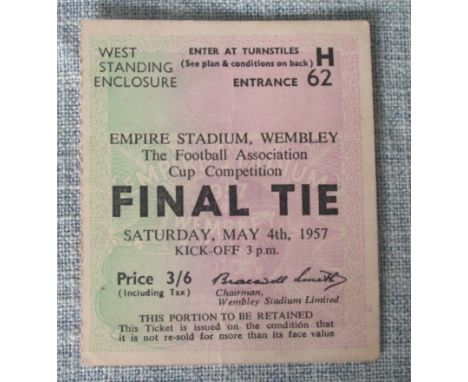 WEST
STANDING
ENCLOSURE
ENTER AT TURNSTILES
(See plan & conditions on back)
H
ENTRANCE 62
EMPIRE STADIUM, WEMBLEY
The Football Association
Cup Competition
FINAL TIE
SATURDAY, MAY 4th, 1957
KICK-OFF 3 p.m.
Price 3/6
(Including Tax)
Bracewell Smith
Chairman,
Wembley Stadium Limited
THIS PORTION TO BE RETAINED
This Ticket is issued on the condition that
it is not re-sold for more than its face value